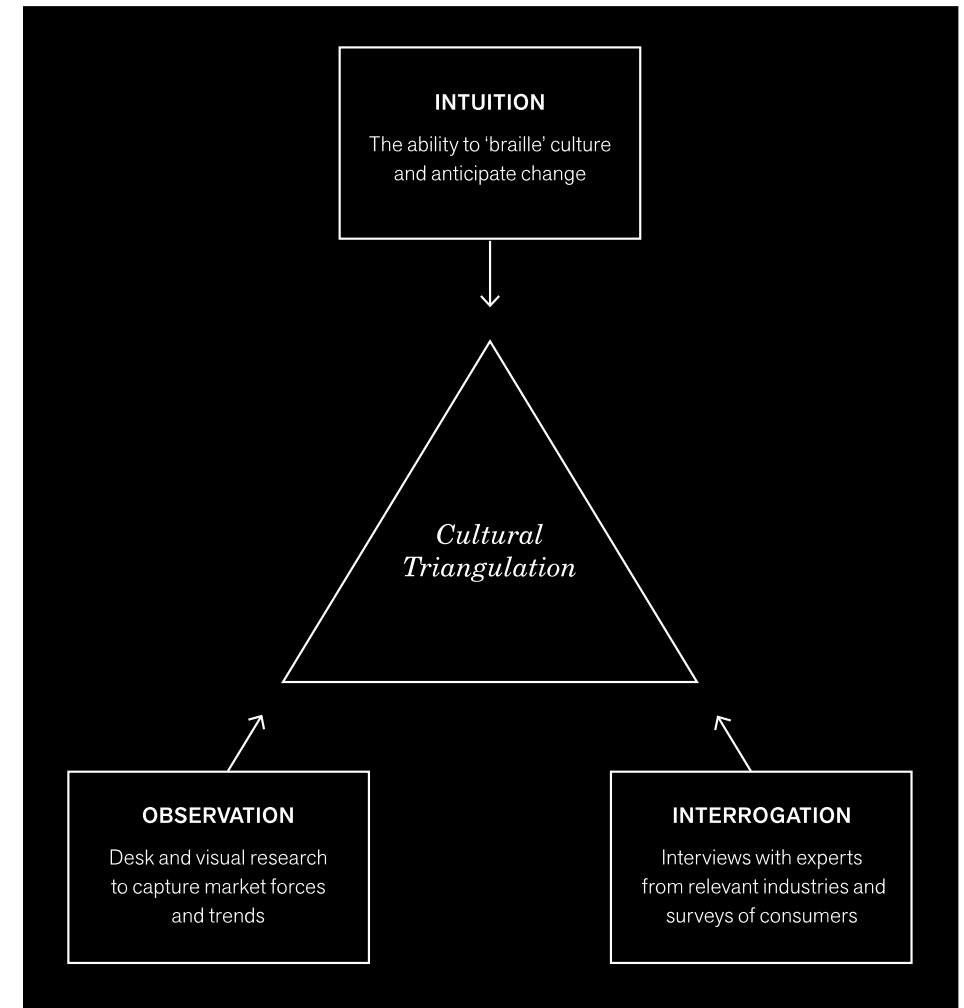 INTUITION
The ability to ‘braille’ culture
and anticipate change
Cultural
Triangulation
OBSERVATION
Desk and visual research
to capture market forces
and trends
INTERROGATION
Interviews with experts
from relevant industries and
surveys of consumers